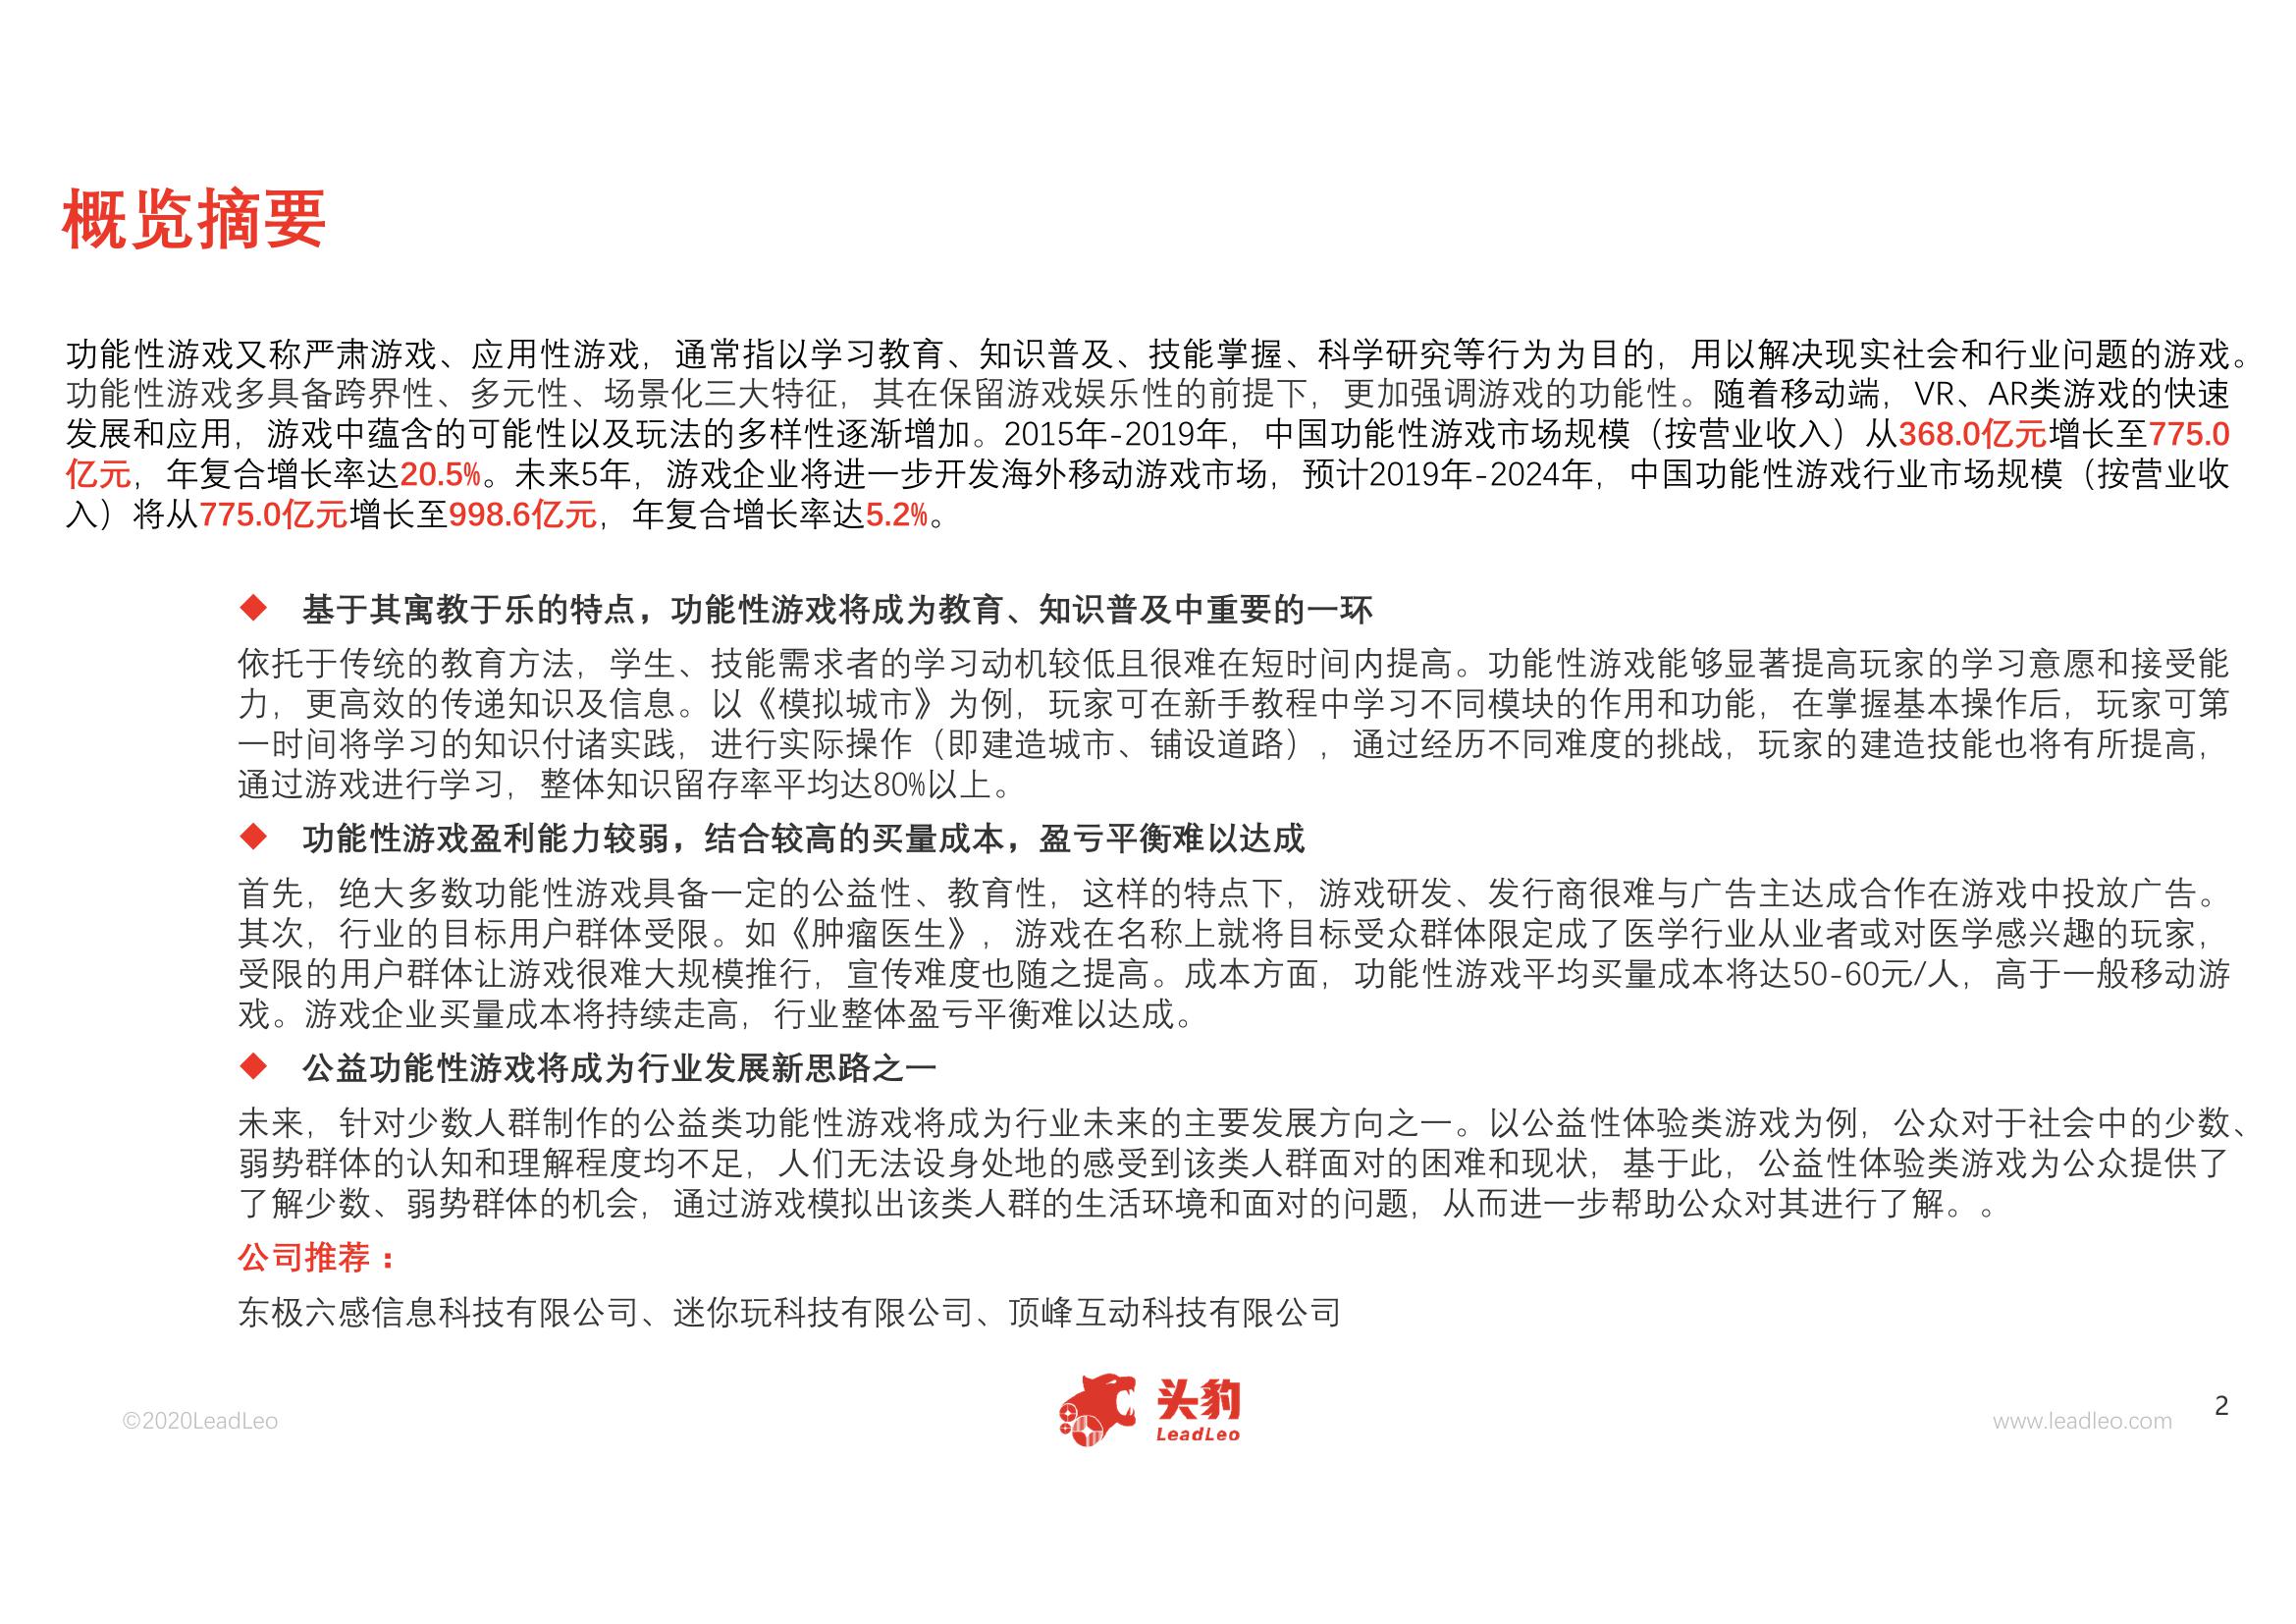 概览摘要
功能性游戏又称严肃游戏、应用性游戏，通常指以学习教育、知识普及、技能掌握、科学研究等行为为目的，用以解决现实社会和行业问题的游戏。
功能性游戏多具备跨界性、多元性、场景化三大特征，其在保留游戏娱乐性的前提下，更加强调游戏的功能性。随着移动端，VR、AR类游戏的快速
发展和应用，游戏中蕴含的可能性以及玩法的多样性逐渐增加。2015年-2019年，中国功能性游戏市场规模（按营业收入）从368.0亿元增长至775.0
亿元，年复合增长率达20.5%。未来5年，游戏企业将进一步开发海外移动游戏市场，预计2019年-2024年，中国功能性游戏行业市场规模（按营业收
入）将从775.0亿元增长至998.6亿元，年复合增长率达5.2%。
◆ 基于其寓教于乐的特点，功能性游戏将成为教育、知识普及中重要的一环
依托于传统的教育方法，学生、技能需求者的学习动机较低且很难在短时间内提高。功能性游戏能够显著提高玩家的学习意愿和接受能
力，更高效的传递知识及信息。以《模拟城市》为例，玩家可在新手教程中学习不同模块的作用和功能，在掌握基本操作后，玩家可第
一时间将学习的知识付诸实践，进行实际操作（即建造城市、铺设道路），通过经历不同难度的挑战，玩家的建造技能也将有所提高，
通过游戏进行学习，整体知识留存率平均达80%以上。
◆ 功能性游戏盈利能力较弱，结合较高的买量成本，盈亏平衡难以达成
首先，绝大多数功能性游戏具备一定的公益性、教育性，这样的特点下，游戏研发、发行商很难与广告主达成合作在游戏中投放广告。
其次，行业的目标用户群体受限。如《肿瘤医生》，游戏在名称上就将目标受众群体限定成了医学行业从业者或对医学感兴趣的玩家，
受限的用户群体让游戏很难大规模推行，宣传难度也随之提高。成本方面，功能性游戏平均买量成本将达50-60元/人，高于一般移动游
戏。游戏企业买量成本将持续走高，行业整体盈亏平衡难以达成。
◆ 公益功能性游戏将成为行业发展新思路之一
未来，针对少数人群制作的公益类功能性游戏将成为行业未来的主要发展方向之一。以公益性体验类游戏为例，公众对于社会中的少数、
弱势群体的认知和理解程度均不足，人们无法设身处地的感受到该类人群面对的困难和现状，基于此，公益性体验类游戏为公众提供了
了解少数、弱势群体的机会，通过游戏模拟出该类人群的生活环境和面对的问题，从而进一步帮助公众对其进行了解。。
公司推荐：
东极六感信息科技有限公司、迷你玩科技有限公司、顶峰互动科技有限公司
©2020LeadLeo
头豹
LeadLeo
www.leadleo.com
2